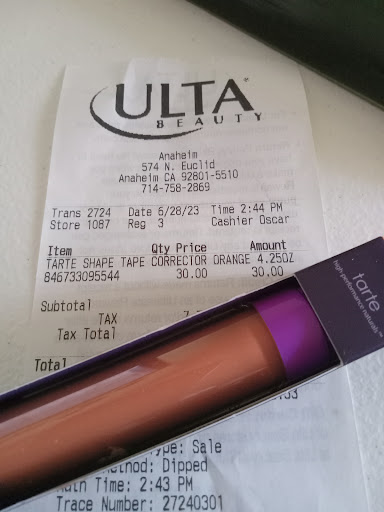 ULTA
BEAUTY
Anaheim
574 N. Euclid
Anaheim CA 92801-5510
714-758-2869
Trans 2724 Date 6/28/23 Time 2:44 PM
Store 1087 Reg 3 Cashier Oscar
Item Qty Price Amount
TARTE SHAPE TAPE CORRECTOR ORANGE 4.25OZ
846733095544 30.00 30.00
Subtotal
TAX
Tax Total
Total
tarte
high-performance naturals™
Sale
Dipped
Time: 2:43 PM
Trace Number: 27240301